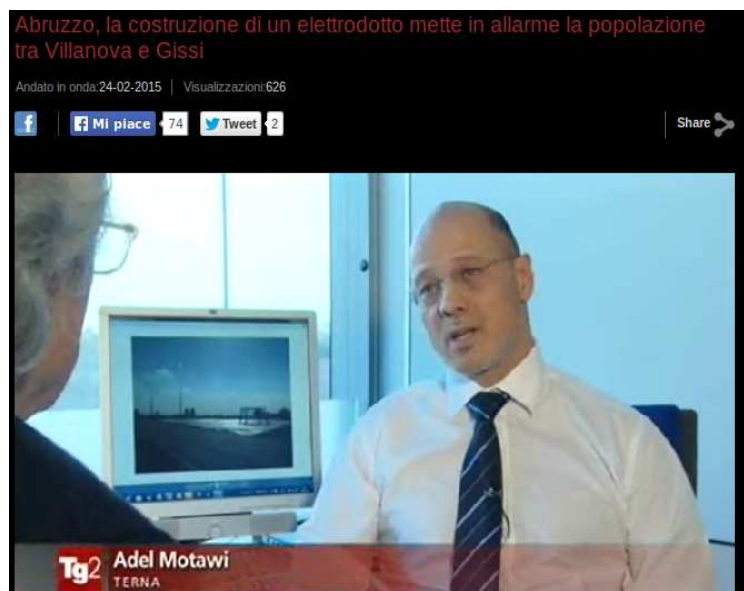 Abruzzo, la costruzione di un elettrodotto mette in allarme la popolazione
tra Villanova e Gissi
Andato in onda:24-02-2015 Visualizzazioni:626
f f Mi piace 74 Tweet 2 Share
Tg2 Adel Motawi
TERNA